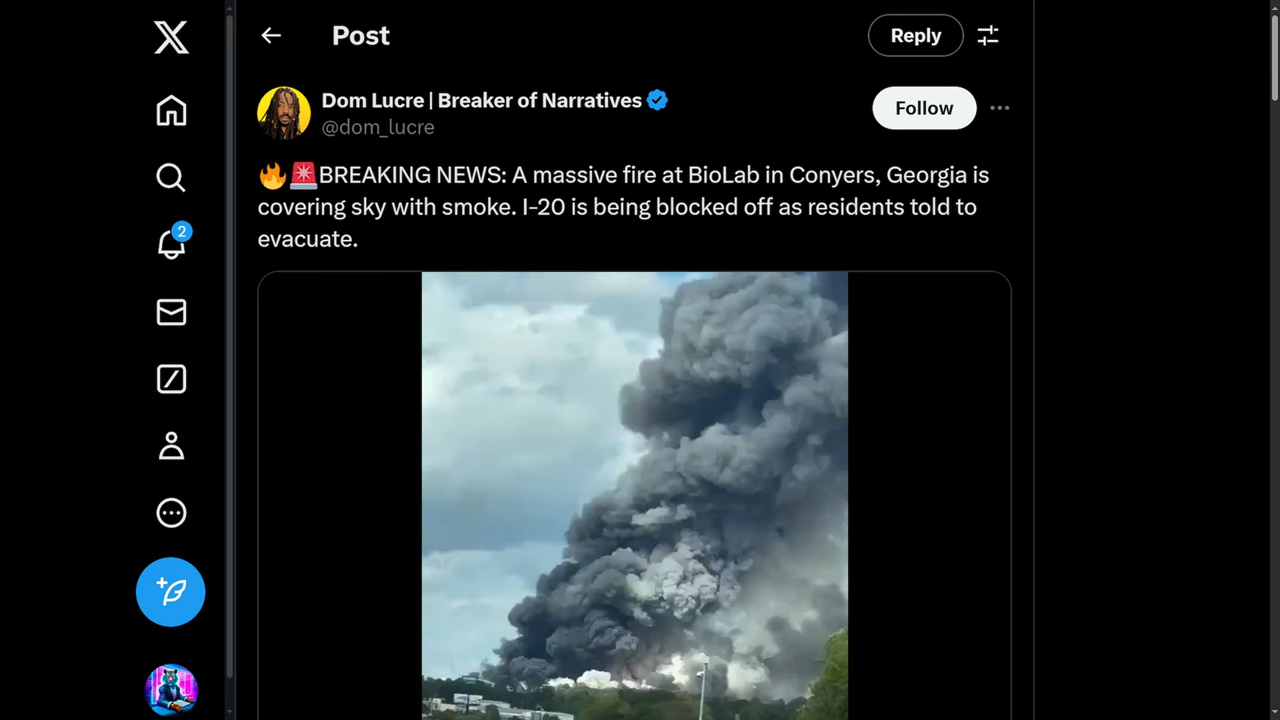 Post
Reply
Dom Lucre | Breaker of Narratives
@dom_lucre
Follow
🔥🚨BREAKING NEWS: A massive fire at BioLab in Conyers, Georgia is
covering sky with smoke. I-20 is being blocked off as residents told to
evacuate.
2